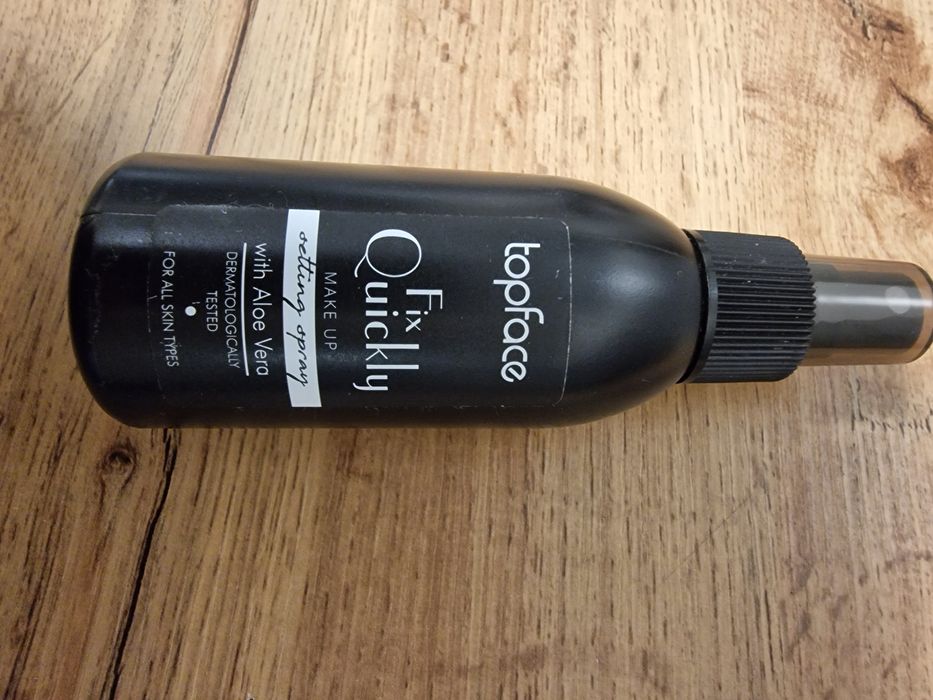 topface
Fix
Quickly
MAKE UP
setting spray
with Aloe Vera
DERMATOLOGICALLY
TESTED
FOR ALL SKIN TYPES